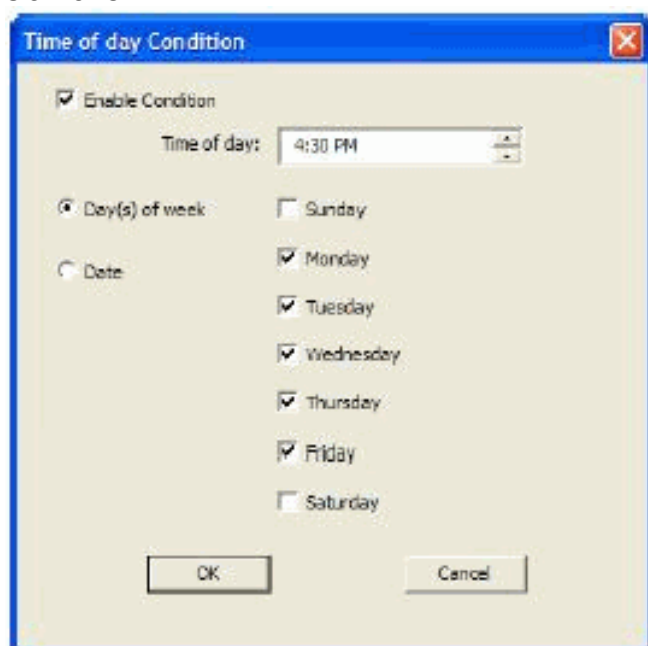 Time of day Condition
Enable Condition
Time of day: 4:30 PM
Day(s) of week Sunday
Monday
Date
Tuesday
Wednesday
Thursday
Friday
Saturday
OK Cancel